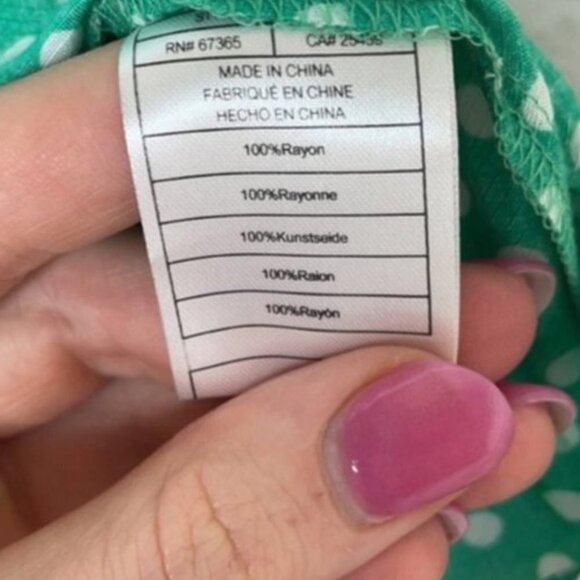 RN# 67365 CA#
MADE IN CHINA
FABRIQUÉ EN CHINE
HECHO EN CHINA
100%Rayon
100%Rayonne
100%Kunstseide
100%Raion
100%Rayón